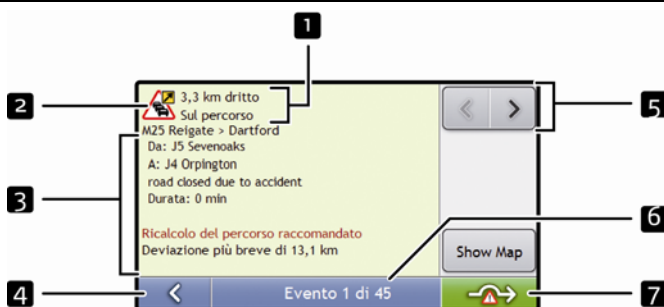 1
2
3,3 km dritto
Sul percorso
5
M25 Reigate > Dartford
Da: J5 Sevenoaks
A: J4 Orpington
3
road closed due to accident
Durata: 0 min
6
Ricalcolo del percorso raccomandato
Deviazione più breve di 13,1 km
Show Map
4
Evento 1 di 45
7